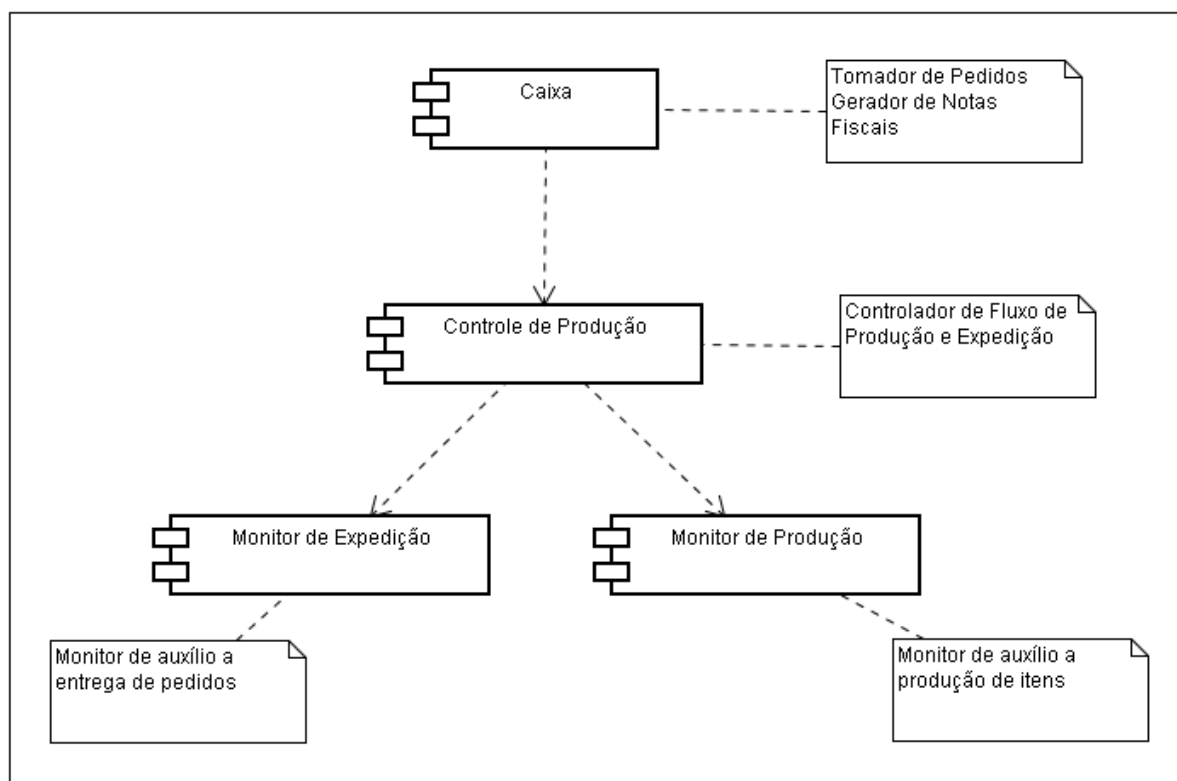 Caixa
Tomador de Pedidos
Gerador de Notas
Fiscais
Controle de Produção
Controlador de Fluxo de
Produção e Expedição
Monitor de Expedição
Monitor de Produção
Monitor de auxílio a
entrega de pedidos
Monitor de auxílio a
produção de itens